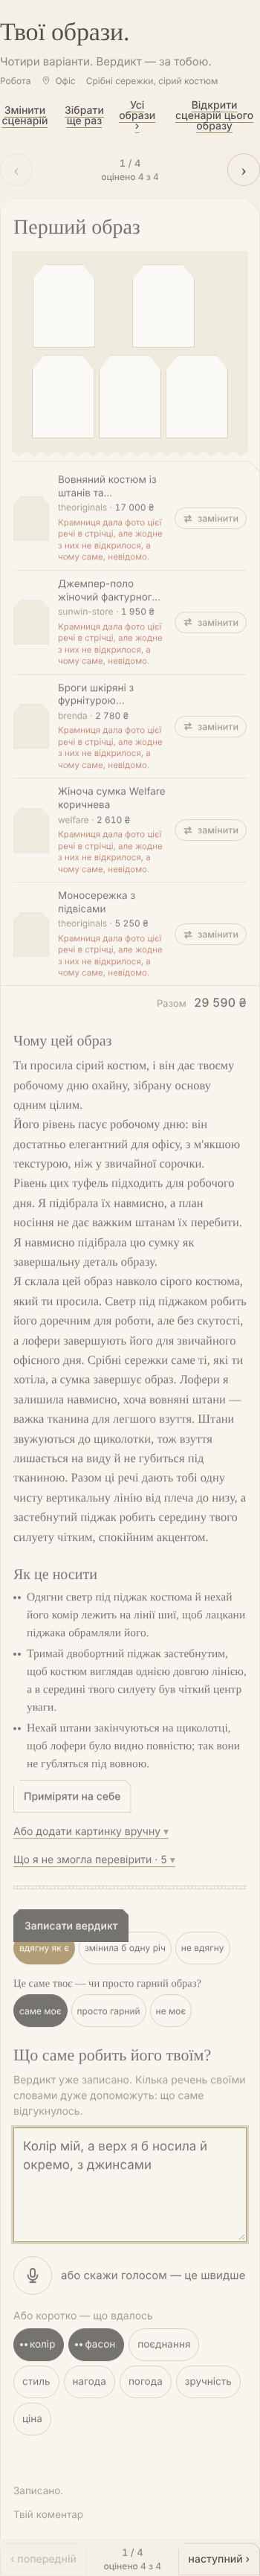 Твої образи.
Чотири варіанти. Вердикт — за тобою.
Робота Офіс Срібні сережки, сірий костюм
Змінити сценарій
Зібрати ще раз
Усі образи ›
Відкрити сценарій цього образу
‹
1 / 4
оцінено 4 з 4
›
Перший образ
Вовняний костюм із
штанів та…
theoriginals · 17 000 ₴
Крамниця дала фото цієї
речі в стрічці, але жодне
з них не відкрилося, а
чому саме, невідомо.
⇄ замінити
Джемпер-поло
жіночий фактурног…
sunwin-store · 1 950 ₴
Крамниця дала фото цієї
речі в стрічці, але жодне
з них не відкрилося, а
чому саме, невідомо.
⇄ замінити
Броги шкіряні з
фурнітурою…
brenda · 2 780 ₴
Крамниця дала фото цієї
речі в стрічці, але жодне
з них не відкрилося, а
чому саме, невідомо.
⇄ замінити
Жіноча сумка Welfare
коричнева
welfare · 2 610 ₴
Крамниця дала фото цієї
речі в стрічці, але жодне
з них не відкрилося, а
чому саме, невідомо.
⇄ замінити
Моносережка з
підвісами
theoriginals · 5 250 ₴
Крамниця дала фото цієї
речі в стрічці, але жодне
з них не відкрилося, а
чому саме, невідомо.
⇄ замінити
Разом 29 590 ₴
Чому цей образ
Ти просила сірий костюм, і він дає твоєму
робочому дню охайну, зібрану основу
одним цілим.
Його рівень пасує робочому дню: він
достатньо елегантний для офісу, з м'якшою
текстурою, ніж у звичайної сорочки.
Рівень цих туфель підходить для робочого
дня. Я підібрала їх навмисно, а план
носіння не дає важким штанам їх перебити.
Я навмисно підібрала цю сумку як
завершальну деталь образу.
Я склала цей образ навколо сірого костюма,
який ти просила. Светр під піджаком робить
його доречним для роботи, але без скутості,
а лофери завершують його для звичайного
офісного дня. Срібні сережки саме ті, які ти
хотіла, а сумка завершує образ. Лофери я
залишила навмисно, хоча вовняні штани —
важка тканина для легшого взуття. Штани
звужуються до щиколотки, тож взуття
лишається на виду й не губиться під
тканиною. Разом ці речі дають тобі одну
чисту вертикальну лінію від плеча до низу, а
застебнутий піджак робить середину твого
силуету чітким, спокійним акцентом.
Як це носити
Одягни светр під піджак костюма й нехай
його комір лежить на лінії шиї, щоб лацкани
піджака обрамляли його.
Тримай двобортний піджак застебнутим,
щоб костюм виглядав однією довгою лінією,
а в середині твого силуету був чіткий центр
уваги.
Нехай штани закінчуються на щиколотці,
щоб лофери було видно повністю; так вони
не губляться під вовною.
Приміряти на себе
Або додати картинку вручну ▾
Що я не змогла перевірити · 5 ▾
Записати вердикт
вдягну як є
змінила б одну річ
не вдягну
Це саме твоє — чи просто гарний образ?
саме моє
просто гарний
не моє
Що саме робить його твоїм?
Вердикт уже записано. Кілька речень своїми
словами дуже допоможуть: що саме
відгукнулось.
Колір мій, а верх я б носила й
окремо, з джинсами
або скажи голосом — це швидше
Або коротко — що вдалось
колір
фасон
поєднання
стиль
нагода
погода
зручність
ціна
Записано.
Твій коментар
‹ попередній
1 / 4
оцінено 4 з 4
наступний ›